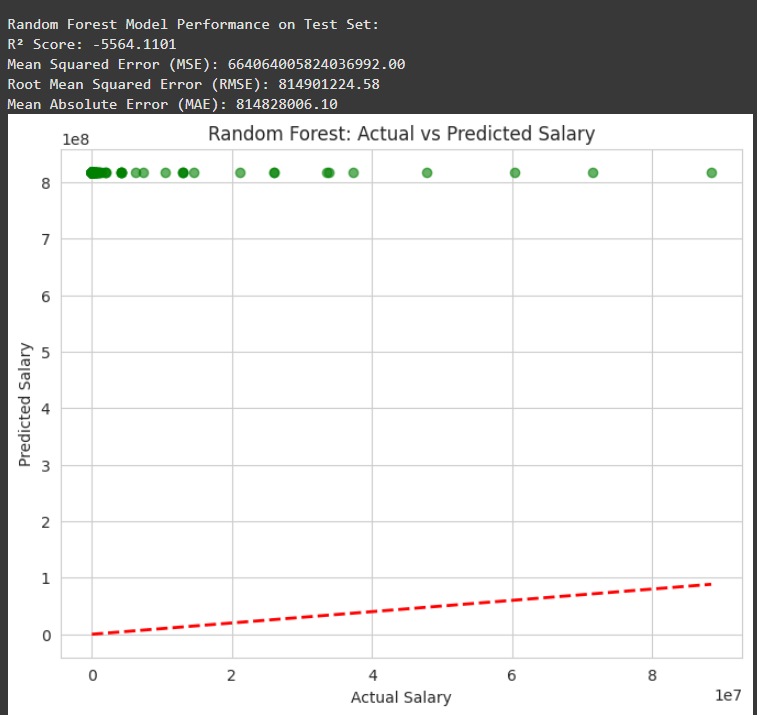 Random Forest Model Performance on Test Set:
R² Score: -5564.1101
Mean Squared Error (MSE): 664064005824036992.00
Root Mean Squared Error (RMSE): 814901224.58
Mean Absolute Error (MAE): 814828006.10
Random Forest: Actual vs Predicted Salary
1e8
8
7
6
5
4
3
2
1
0
Predicted Salary
0 2 4 6 8
1e7
Actual Salary